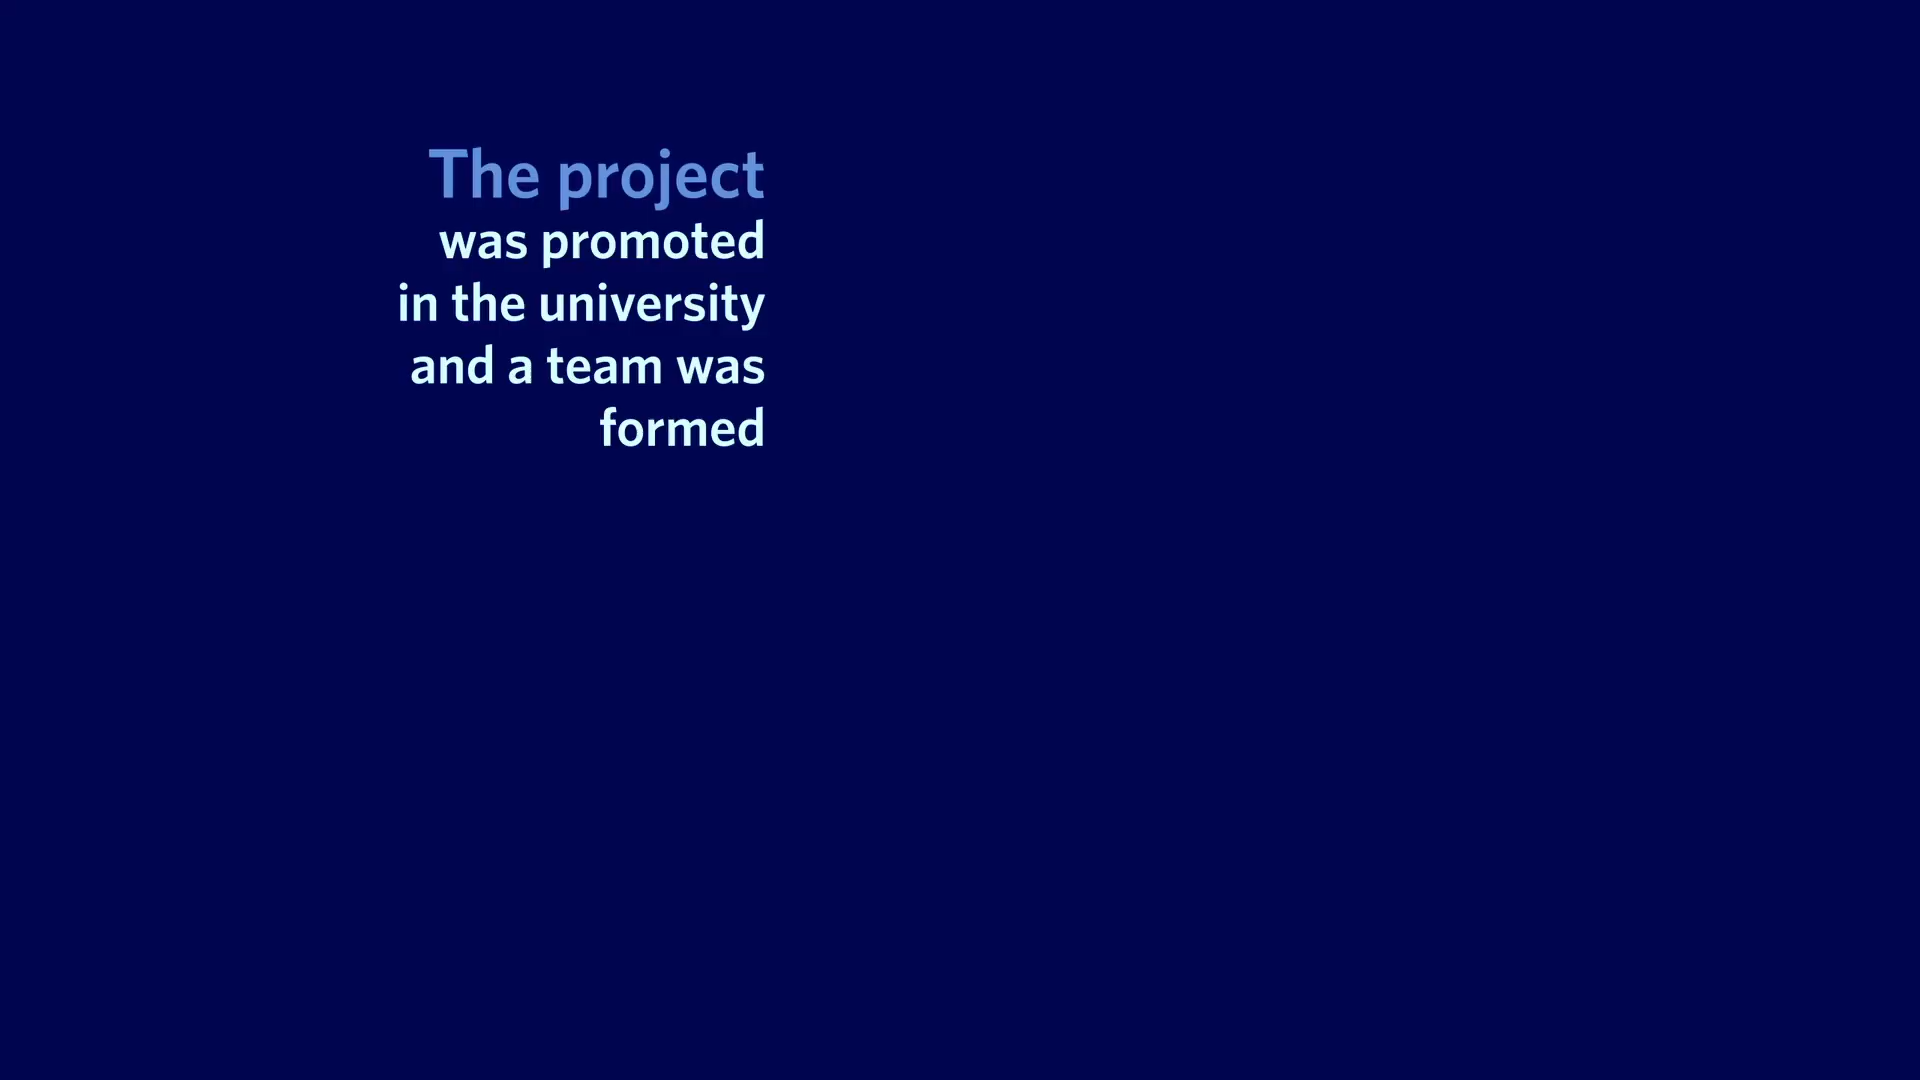 The project
was promoted
in the university
and a team was
formed